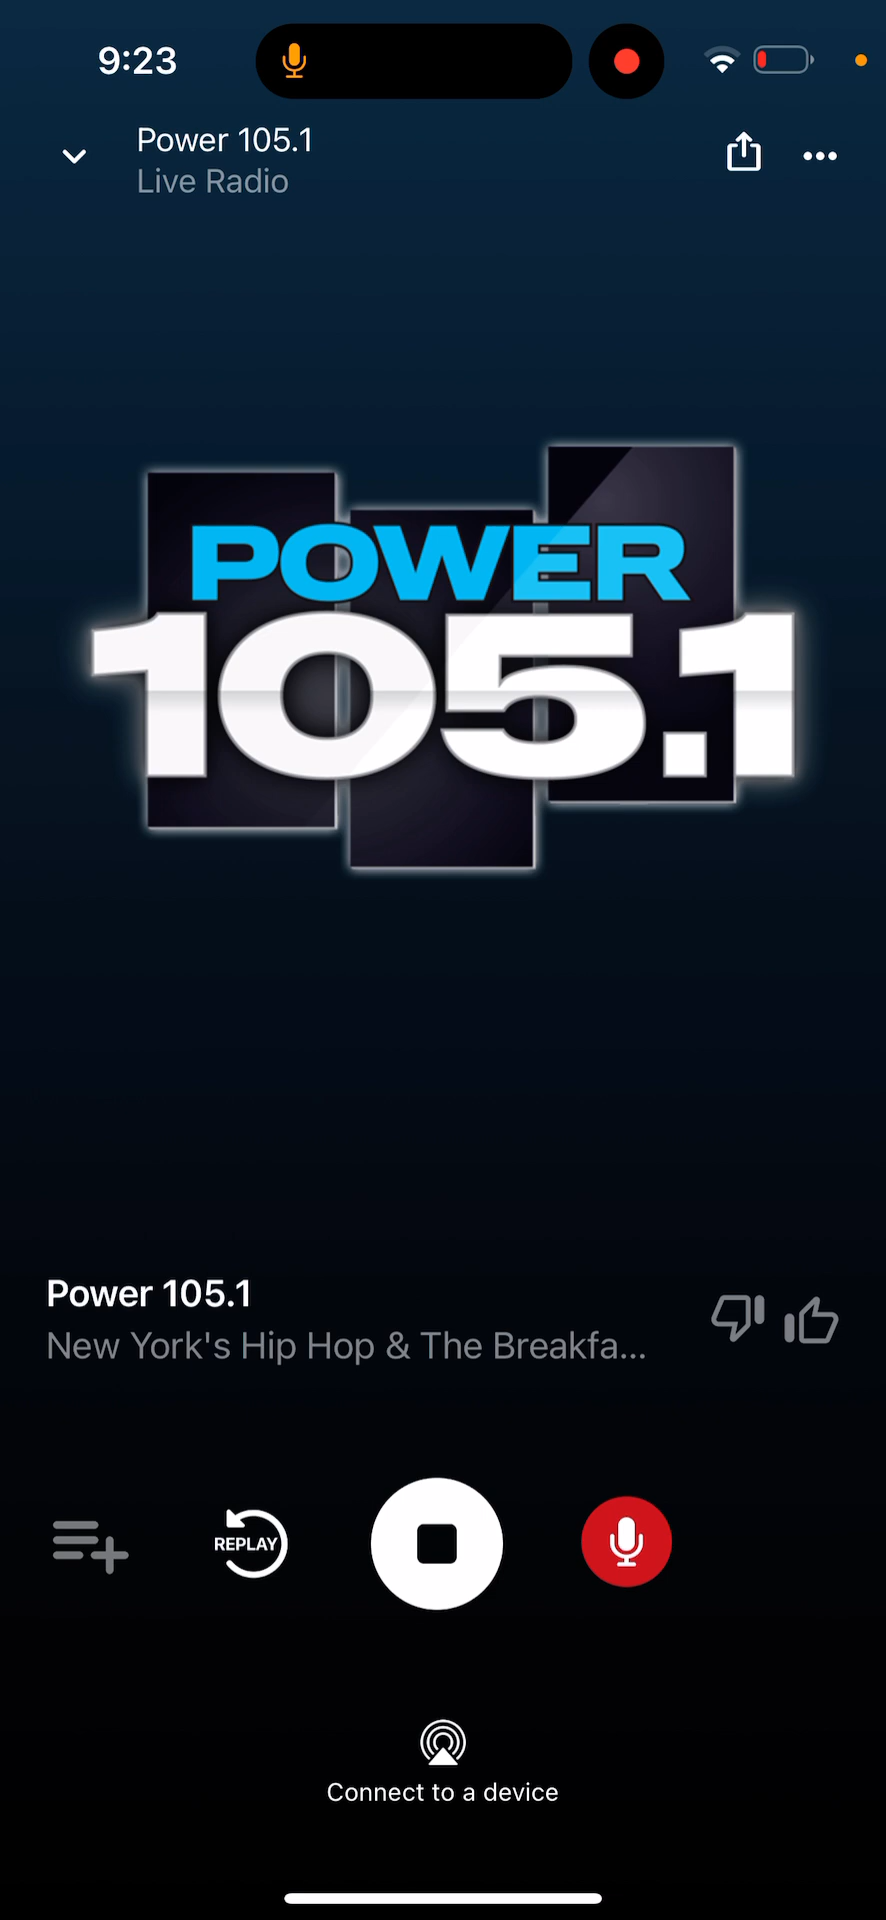 9:23
Power 105.1
Live Radio
POWER
105.1
Power 105.1
New York's Hip Hop & The Breakfa...
REPLAY
Connect to a device